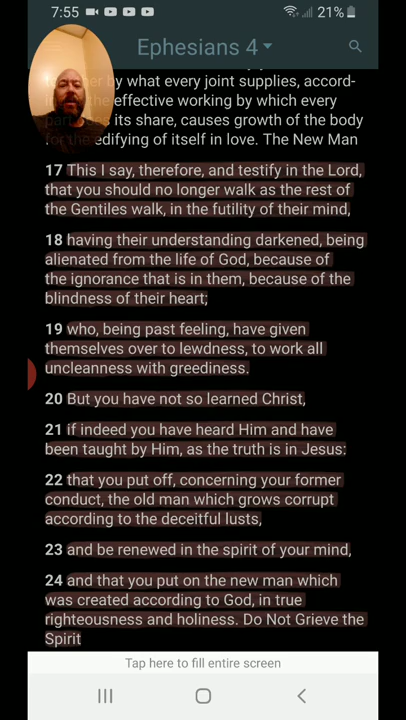 7:55 21%
Ephesians 4
by what every joint supplies, accord-
effective working by which every
its share, causes growth of the body
edifying of itself in love. The New Man
17 This I say, therefore, and testify in the Lord,
that you should no longer walk as the rest of
the Gentiles walk, in the futility of their mind,
18 having their understanding darkened, being
alienated from the life of God, because of
the ignorance that is in them, because of the
blindness of their heart;
19 who, being past feeling, have given
themselves over to lewdness, to work all
uncleanness with greediness.
20 But you have not so learned Christ,
21 if indeed you have heard Him and have
been taught by Him, as the truth is in Jesus:
22 that you put off, concerning your former
conduct, the old man which grows corrupt
according to the deceitful lusts,
23 and be renewed in the spirit of your mind,
24 and that you put on the new man which
was created according to God, in true
righteousness and holiness. Do Not Grieve the
Spirit
Tap here to fill entire screen